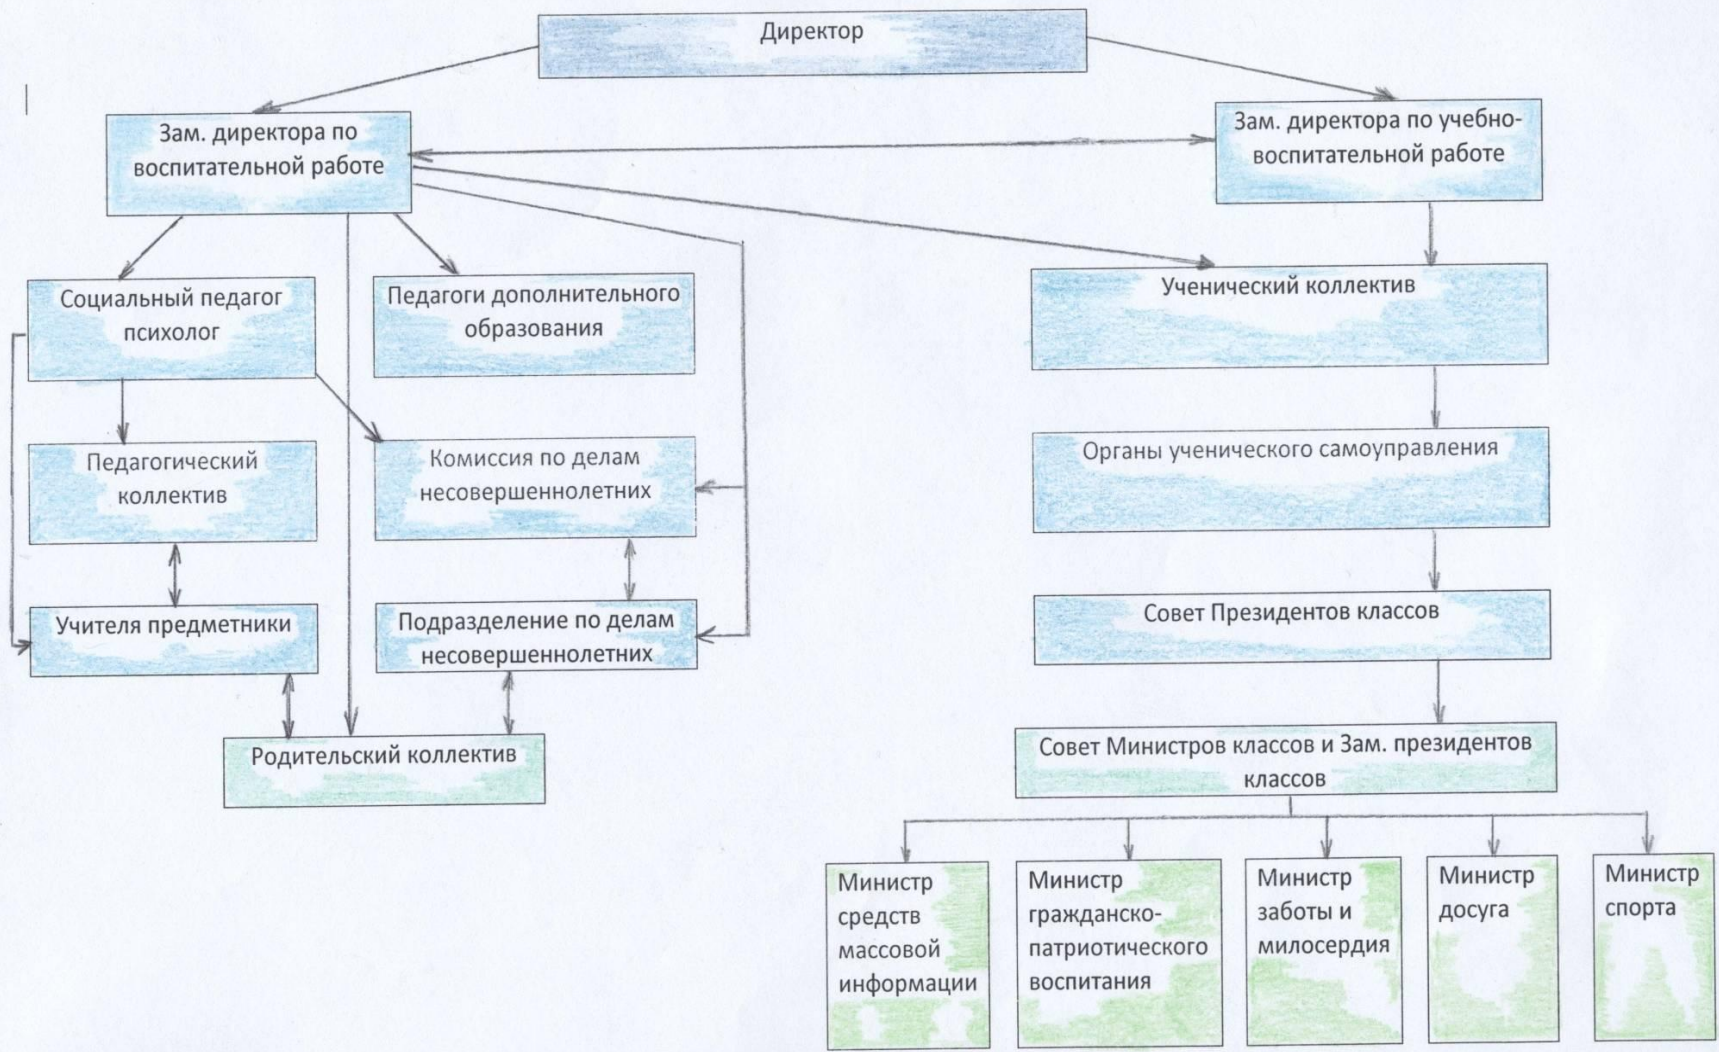 Директор
Зам. директора по
воспитательной работе
Зам. директора по учебно-
воспитательной работе
Социальный педагог
психолог
Педагоги дополнительного
образования
Ученический коллектив
Педагогический
коллектив
Комиссия по делам
несовершеннолетних
Органы ученического самоуправления
Учителя предметники
Подразделение по делам
несовершеннолетних
Совет Президентов классов
Родительский коллектив
Совет Министров классов и Зам. президентов
классов
Министр
средств
массовой
информации
Министр
гражданско-
патриотического
воспитания
Министр
заботы и
милосердия
Министр
досуга
Министр
спорта